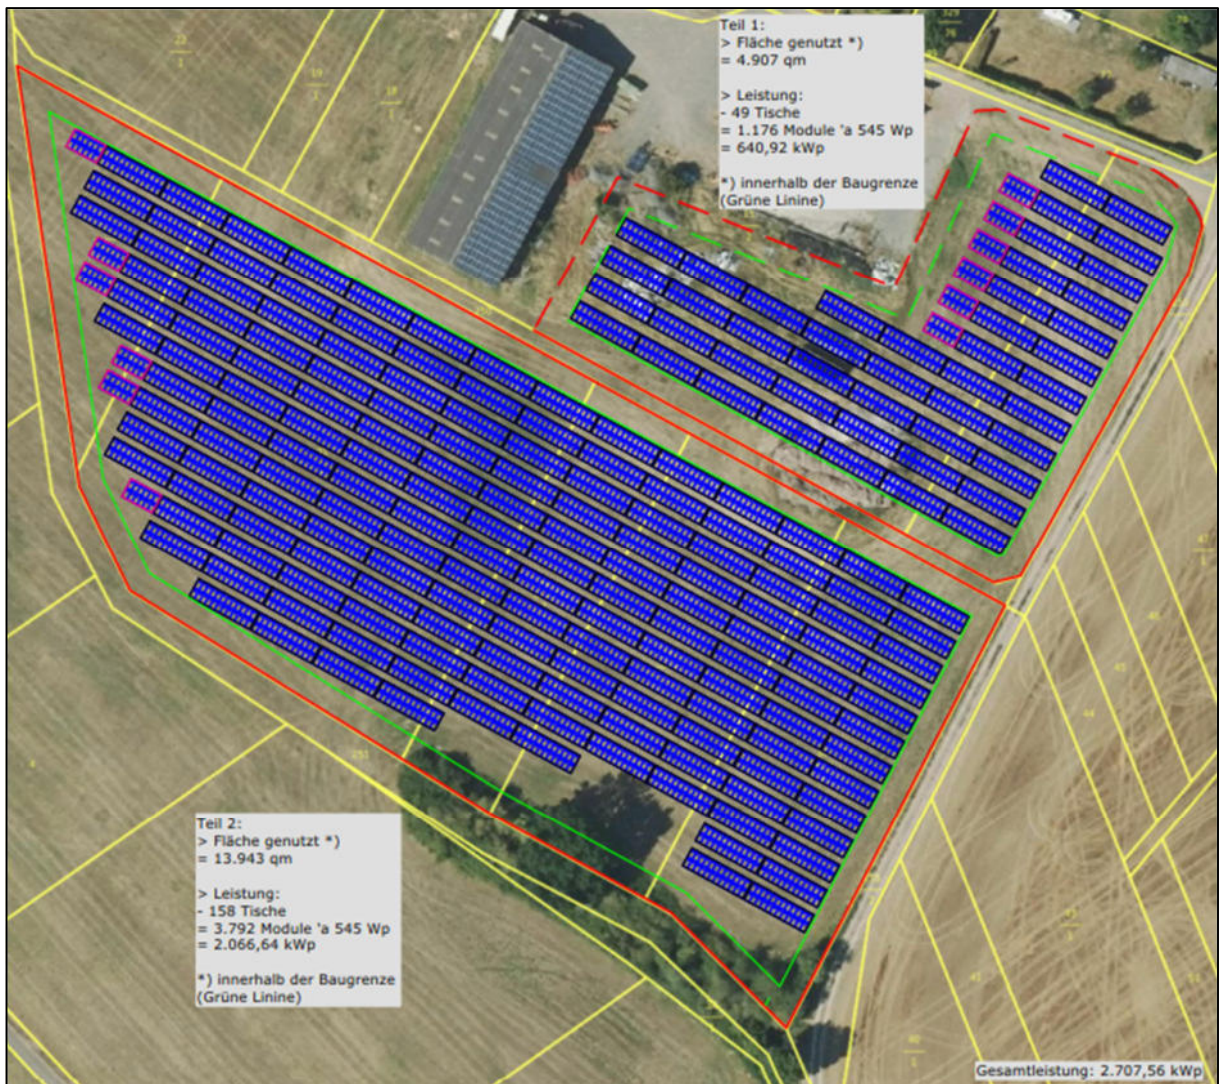 Teil 1:
> Fläche genutzt *)
= 4.907 qm
> Leistung:
- 49 Tische
= 1.176 Module 'a 545 Wp
= 640,92 kWp
*) innerhalb der Baugrenze
(Grüne Linine)
Teil 2:
> Fläche genutzt *)
= 13.943 qm
> Leistung:
- 158 Tische
= 3.792 Module 'a 545 Wp
= 2.066,64 kWp
*) innerhalb der Baugrenze
(Grüne Linine)
Gesamtleistung: 2.707,56 kWp